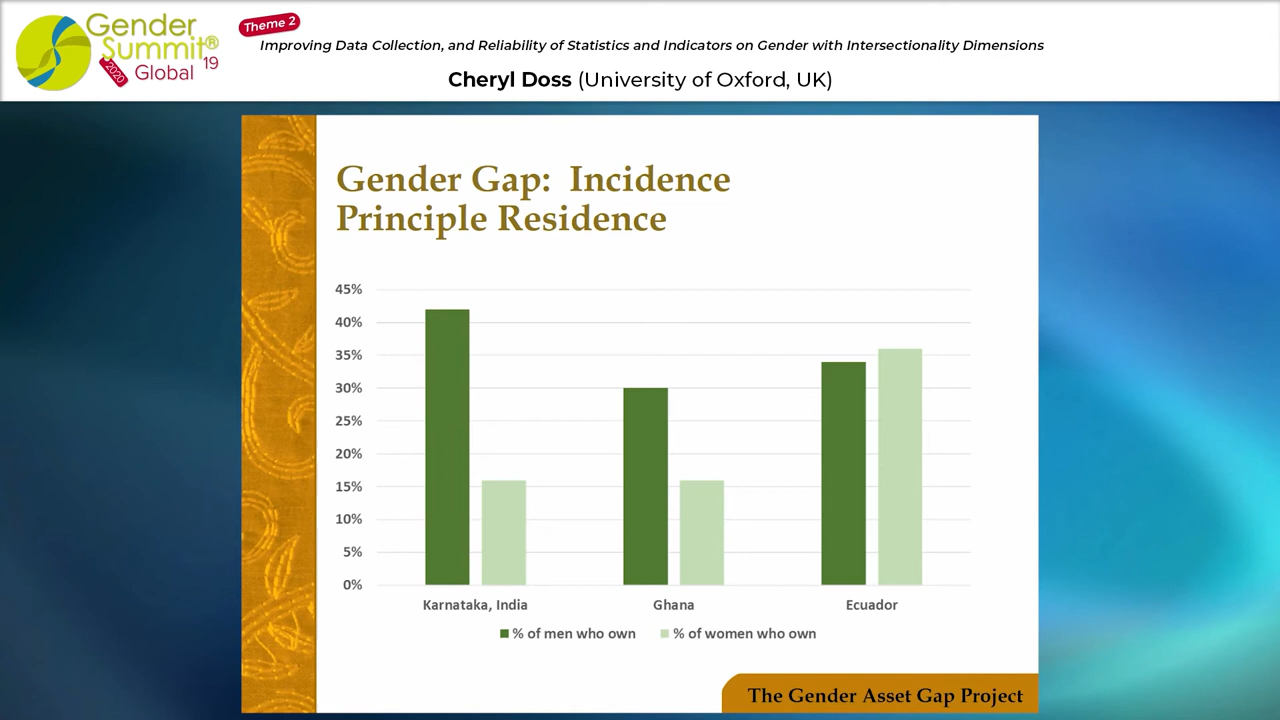 Gender
Summit®
2020
Global
19
Theme 2
Improving Data Collection, and Reliability of Statistics and Indicators on Gender with Intersectionality Dimensions
Cheryl Doss (University of Oxford, UK)
Gender Gap: Incidence
Principle Residence
45%
40%
35%
30%
25%
20%
15%
10%
5%
0%
Karnataka, India
Ghana
Ecuador
% of men who own
% of women who own
The Gender Asset Gap Project